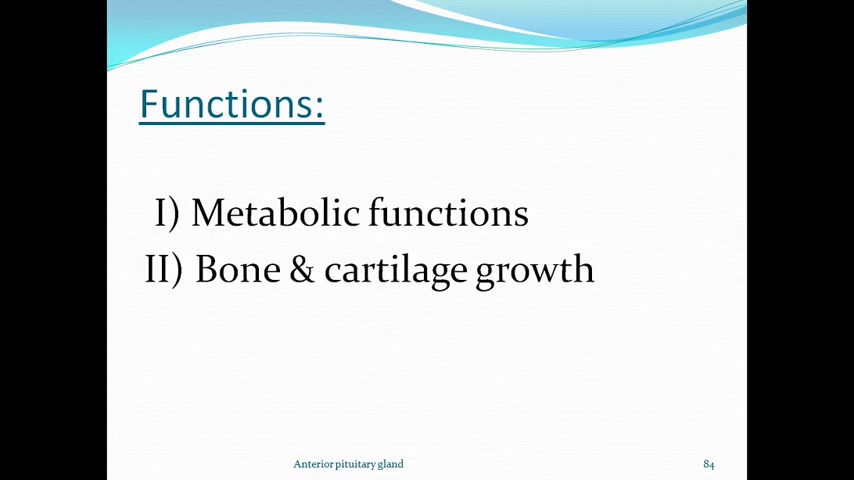 Functions:
I) Metabolic functions
II) Bone & cartilage growth
Anterior pituitary gland
84